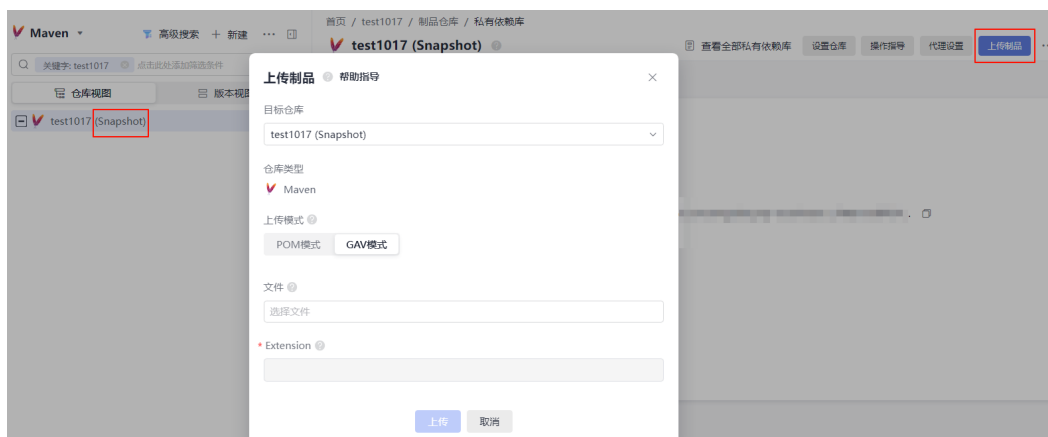 首页 / test1017 / 制品仓库 / 私有依赖库
Maven
高级搜索 + 新建 ...
test1017 (Snapshot)
查看全部私有依赖库 设置仓库 操作指导 代理设置 上传制品
关键字: test1017 点击此处添加筛选条件
仓库视图 版本视图
test1017 (Snapshot)
上传制品 帮助指导
目标仓库
test1017 (Snapshot)
仓库类型
Maven
上传模式
POM模式 GAV模式
文件
选择文件
* Extension
上传 取消